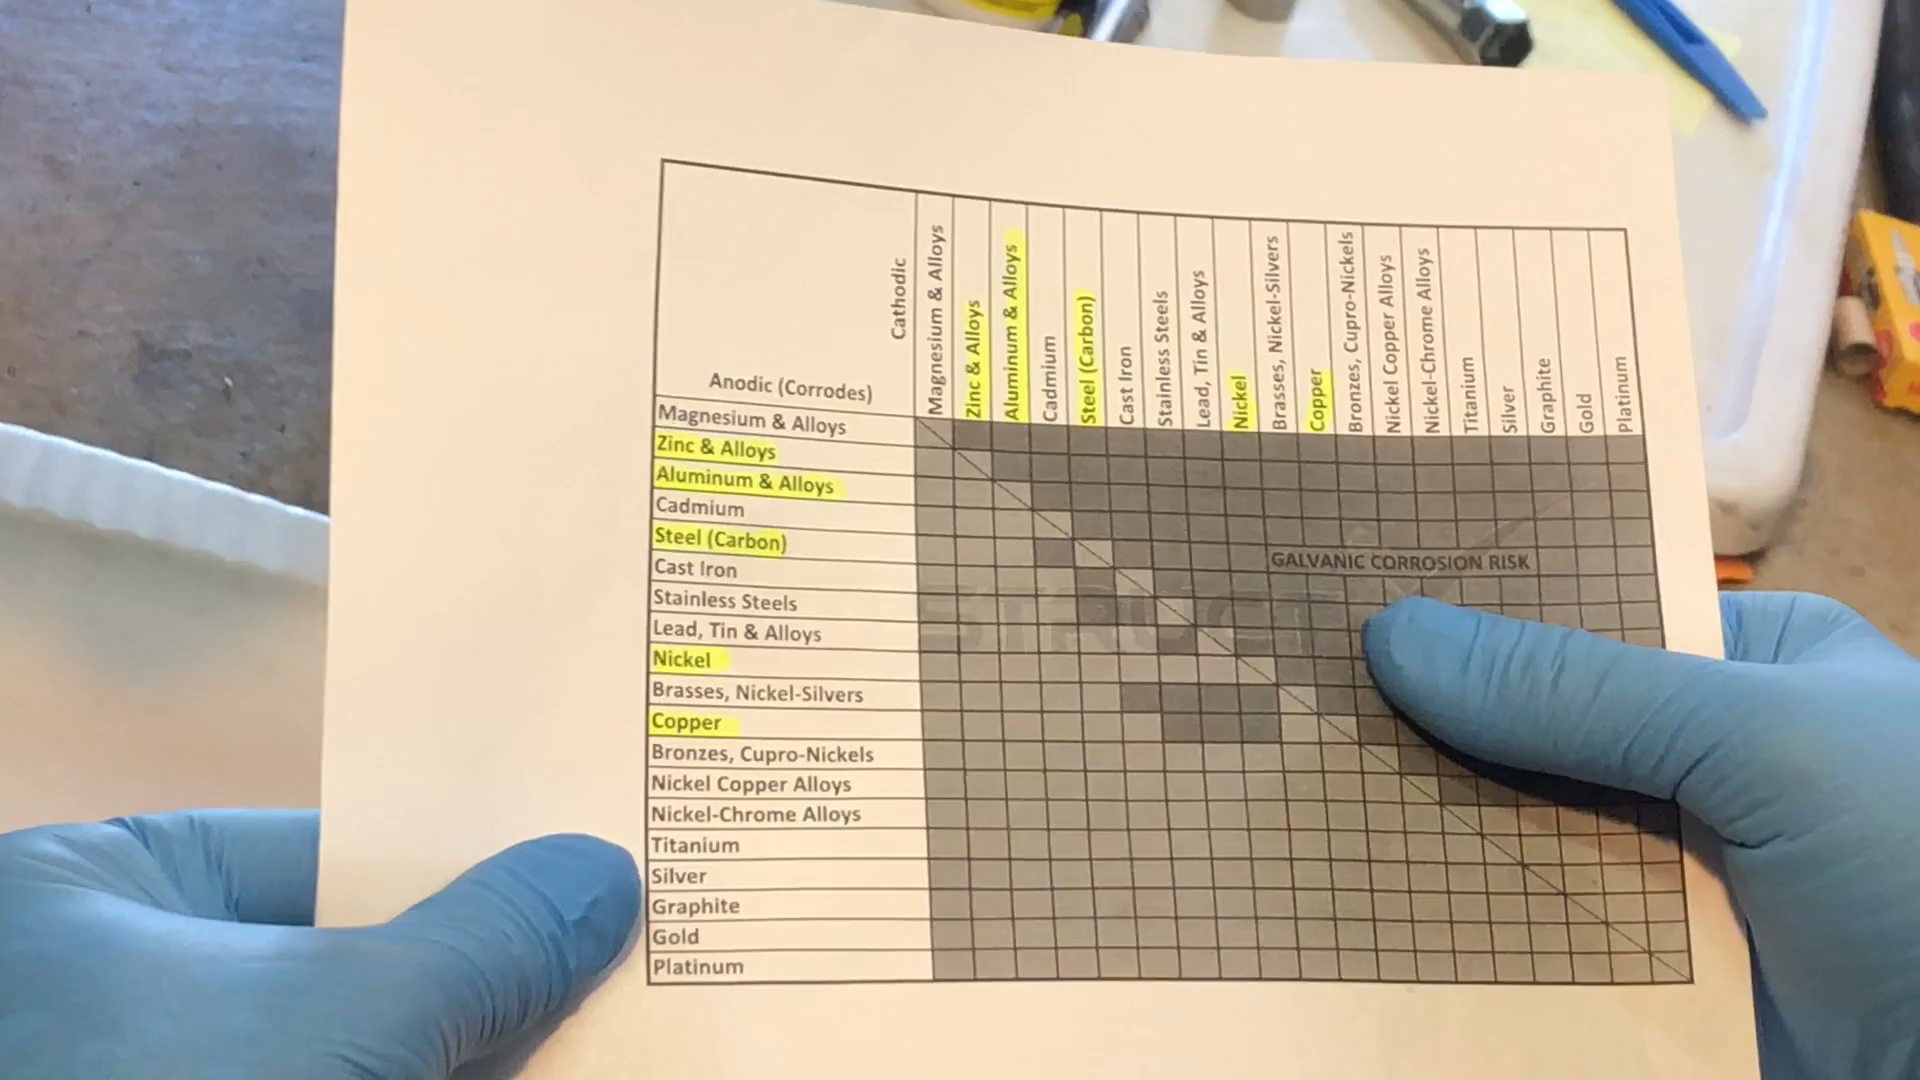 Cathodic
Anodic (Corrodes)
Magnesium & Alloys
Zinc & Alloys
Aluminum & Alloys
Cadmium
Steel (Carbon)
Cast Iron
Stainless Steels
Lead, Tin & Alloys
Nickel
Brasses, Nickel-Silvers
Copper
Bronzes, Cupro-Nickels
Nickel Copper Alloys
Nickel-Chrome Alloys
Titanium
Silver
Graphite
Gold
Platinum
Magnesium & Alloys
Zinc & Alloys
Aluminum & Alloys
Cadmium
Steel (Carbon)
Cast Iron
Stainless Steels
Lead, Tin & Alloys
Nickel
Brasses, Nickel-Silvers
Copper
Bronzes, Cupro-Nickels
Nickel Copper Alloys
Nickel-Chrome Alloys
Titanium
Silver
Graphite
Gold
Platinum
GALVANIC CORROSION RISK